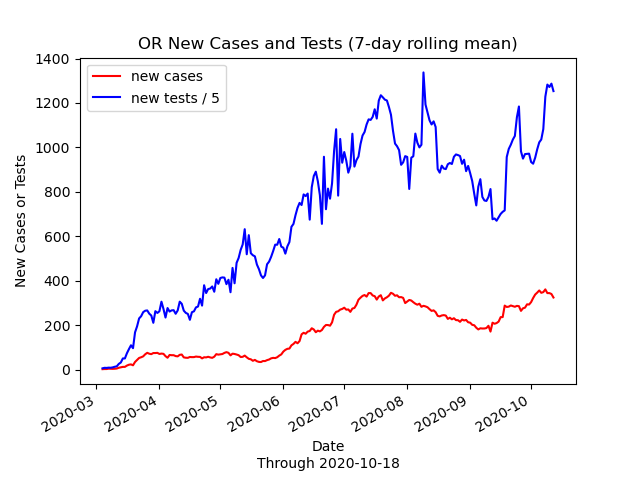 OR New Cases and Tests (7-day rolling mean)
new cases
new tests / 5
1400
1200
1000
800
600
400
200
0
New Cases or Tests
2020-03
2020-04
2020-05
2020-06
2020-07
2020-08
2020-09
2020-10
Date
Through 2020-10-18